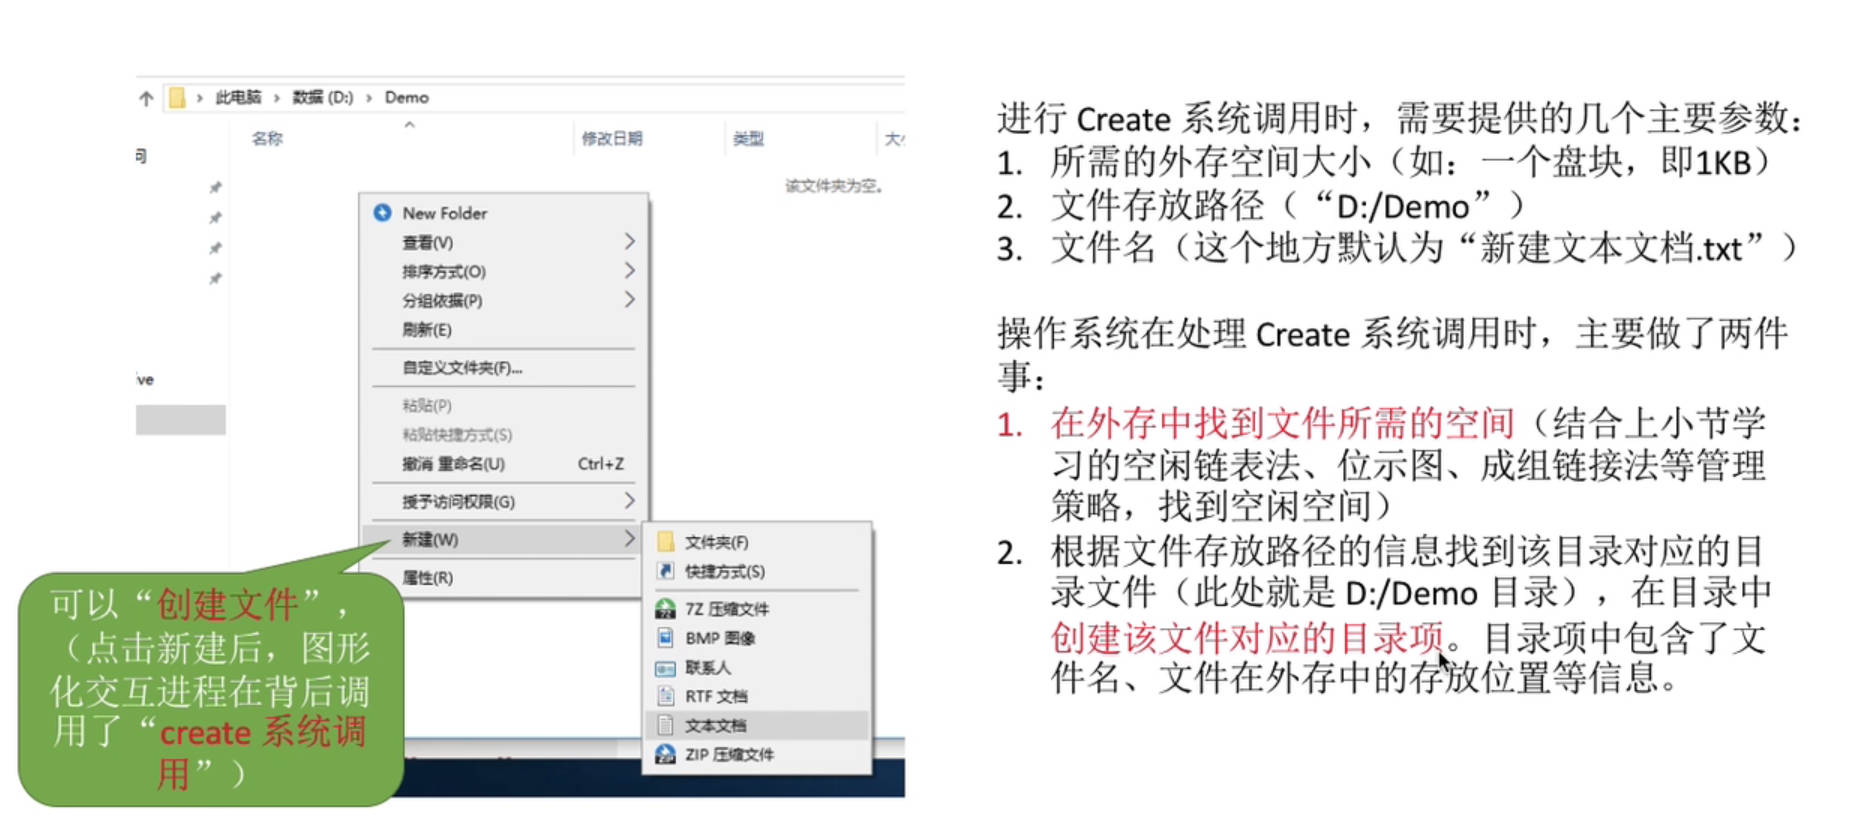 此电脑 › 数据 (D:) › Demo
名称 修改日期 类型
该文件夹为空。
New Folder
查看(V)
排序方式(O)
分组依据(P)
刷新(E)
自定义文件夹(F)...
粘贴(P)
粘贴快捷方式(S)
撤消 重命名(U) Ctrl+Z
授予访问权限(G)
新建(W)
属性(R)
文件夹(F)
快捷方式(S)
7Z 压缩文件
BMP 图像
联系人
RTF 文档
文本文档
ZIP 压缩文件
可以“创建文件”，
（点击新建后，图形
化交互进程在背后调
用了“create 系统调
用”）
进行 Create 系统调用时，需要提供的几个主要参数：
1. 所需的外存空间大小（如：一个盘块，即1KB）
2. 文件存放路径（“D:/Demo”）
3. 文件名（这个地方默认为“新建文本文档.txt”）
操作系统在处理 Create 系统调用时，主要做了两件
事：
1. 在外存中找到文件所需的空间（结合上小节学
习的空闲链表法、位示图、成组链接法等管理
策略，找到空闲空间）
2. 根据文件存放路径的信息找到该目录对应的目
录文件（此处就是 D:/Demo 目录），在目录中
创建该文件对应的目录项。目录项中包含了文
件名、文件在外存中的存放位置等信息。